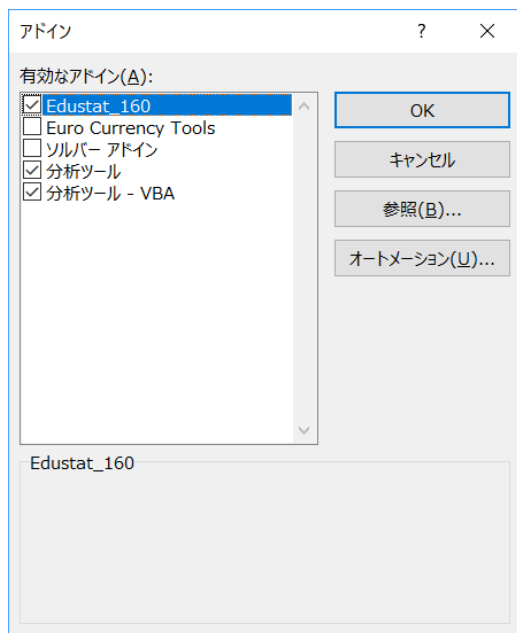 アドイン
有効なアドイン(A):
Edustat_160
Euro Currency Tools
ソルバー アドイン
分析ツール
分析ツール - VBA
OK
キャンセル
参照(B)...
オートメーション(U)...
Edustat_160